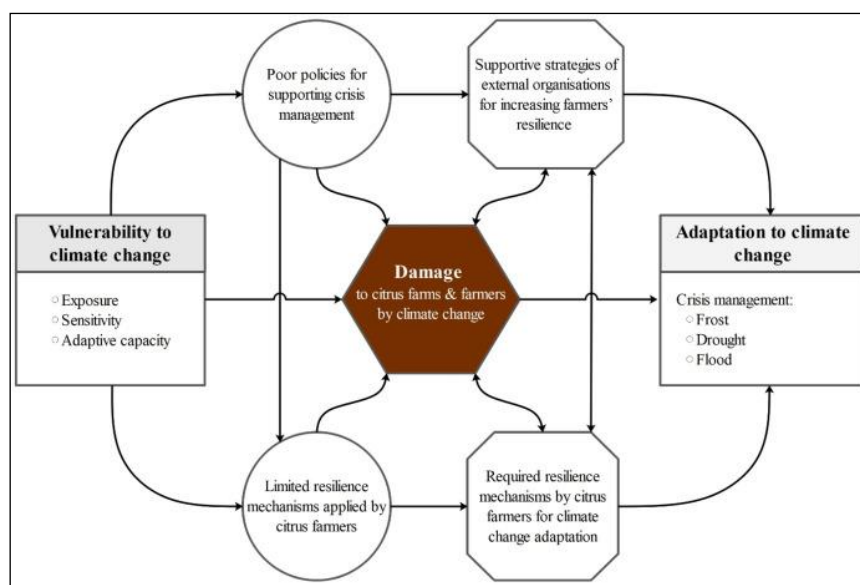 Poor policies for
supporting crisis
management
Supportive strategies of
external organisations
for increasing farmers'
resilience
Vulnerability to
climate change
○ Exposure
○ Sensitivity
○ Adaptive capacity
Damage
to citrus farms & farmers
by climate change
Adaptation to climate
change
Crisis management:
○ Frost
○ Drought
○ Flood
Limited resilience
mechanisms applied by
citrus farmers
Required resilience
mechanisms by citrus
farmers for climate
change adaptation